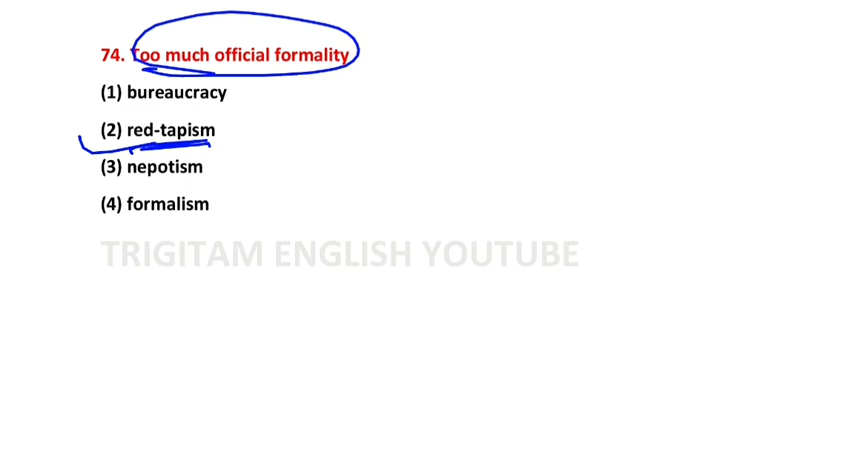 74. Too much official formality
(1) bureaucracy
(2) red-tapism
(3) nepotism
(4) formalism
TRIGITAM ENGLISH YOUTUBE